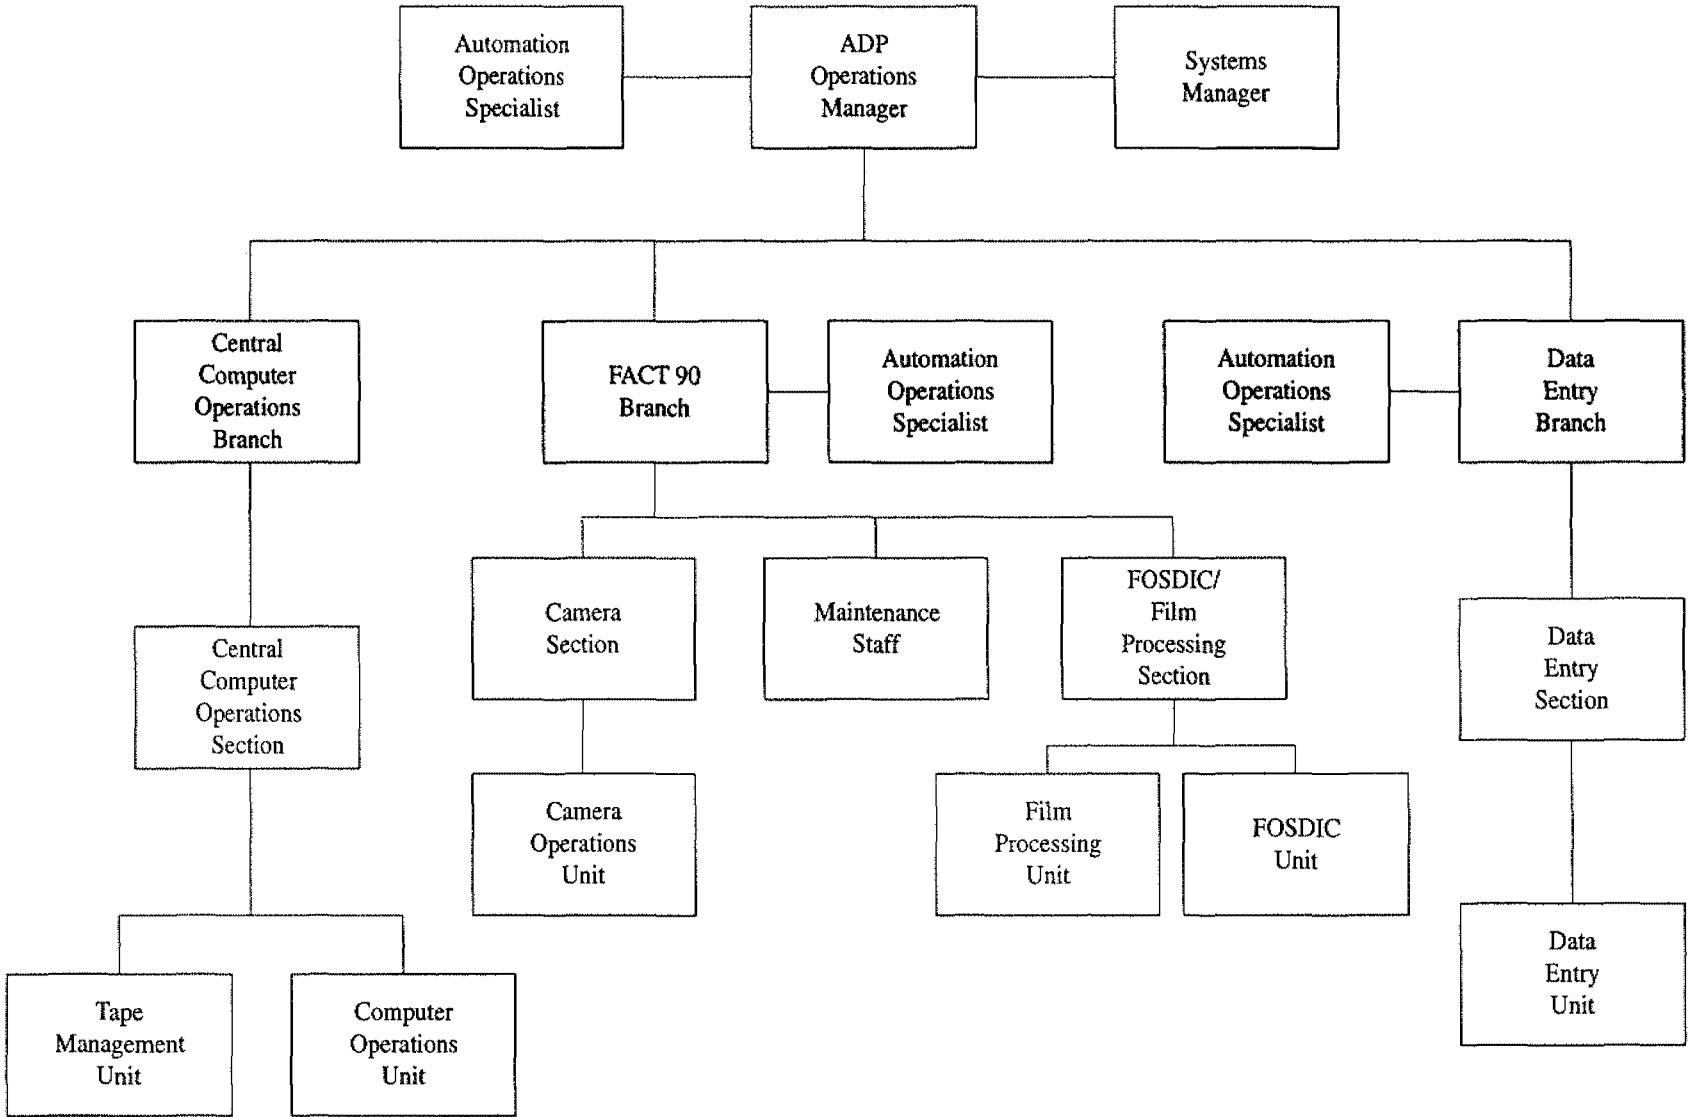 Automation
Operations
Specialist
ADP
Operations
Manager
Systems
Manager
Central
Computer
Operations
Branch
FACT 90
Branch
Automation
Operations
Specialist
Automation
Operations
Specialist
Data
Entry
Branch
Central
Computer
Operations
Section
Camera
Section
Maintenance
Staff
FOSDIC/
Film
Processing
Section
Data
Entry
Section
Camera
Operations
Unit
Film
Processing
Unit
FOSDIC
Unit
Tape
Management
Unit
Computer
Operations
Unit
Data
Entry
Unit